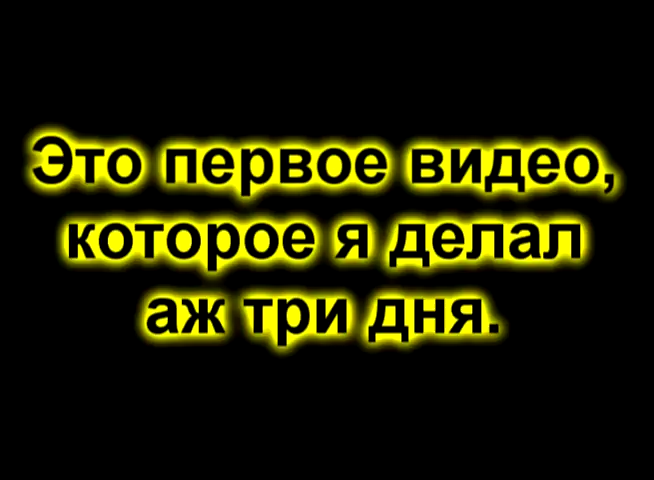 Это первое видео,
которое я делал
аж три дня.